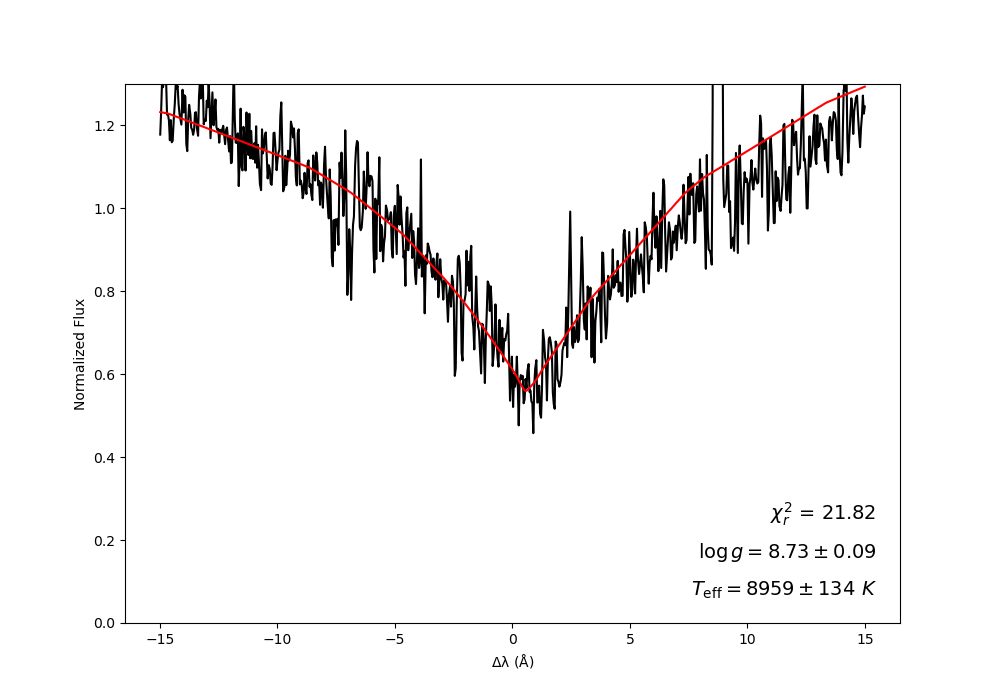 1.2
1.0
0.8
0.6
0.4
0.2
0.0
Normalized Flux
χ²ᵣ = 21.82
log g = 8.73 ± 0.09
T_eff = 8959 ± 134 K
−15 −10 −5 0 5 10 15
Δλ (Å)